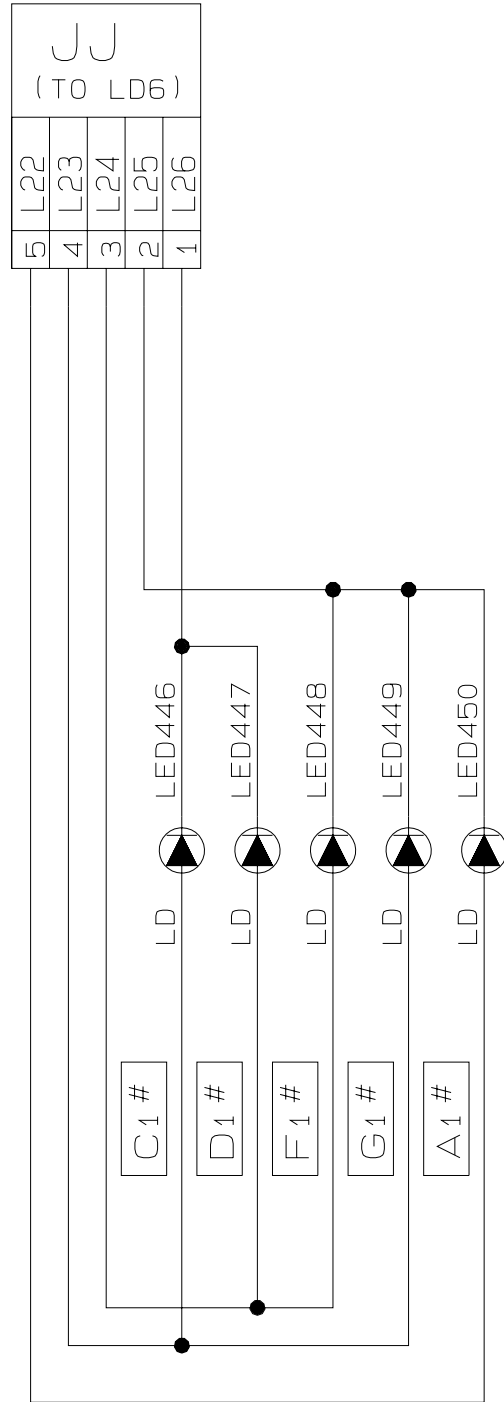 JJ
(TO LD6)
L22 L23 L24 L25 L26
5 4 3 2 1
LED446 LED447 LED448 LED449 LED450
LD LD LD LD LD
C1# D1# F1# G1# A1#